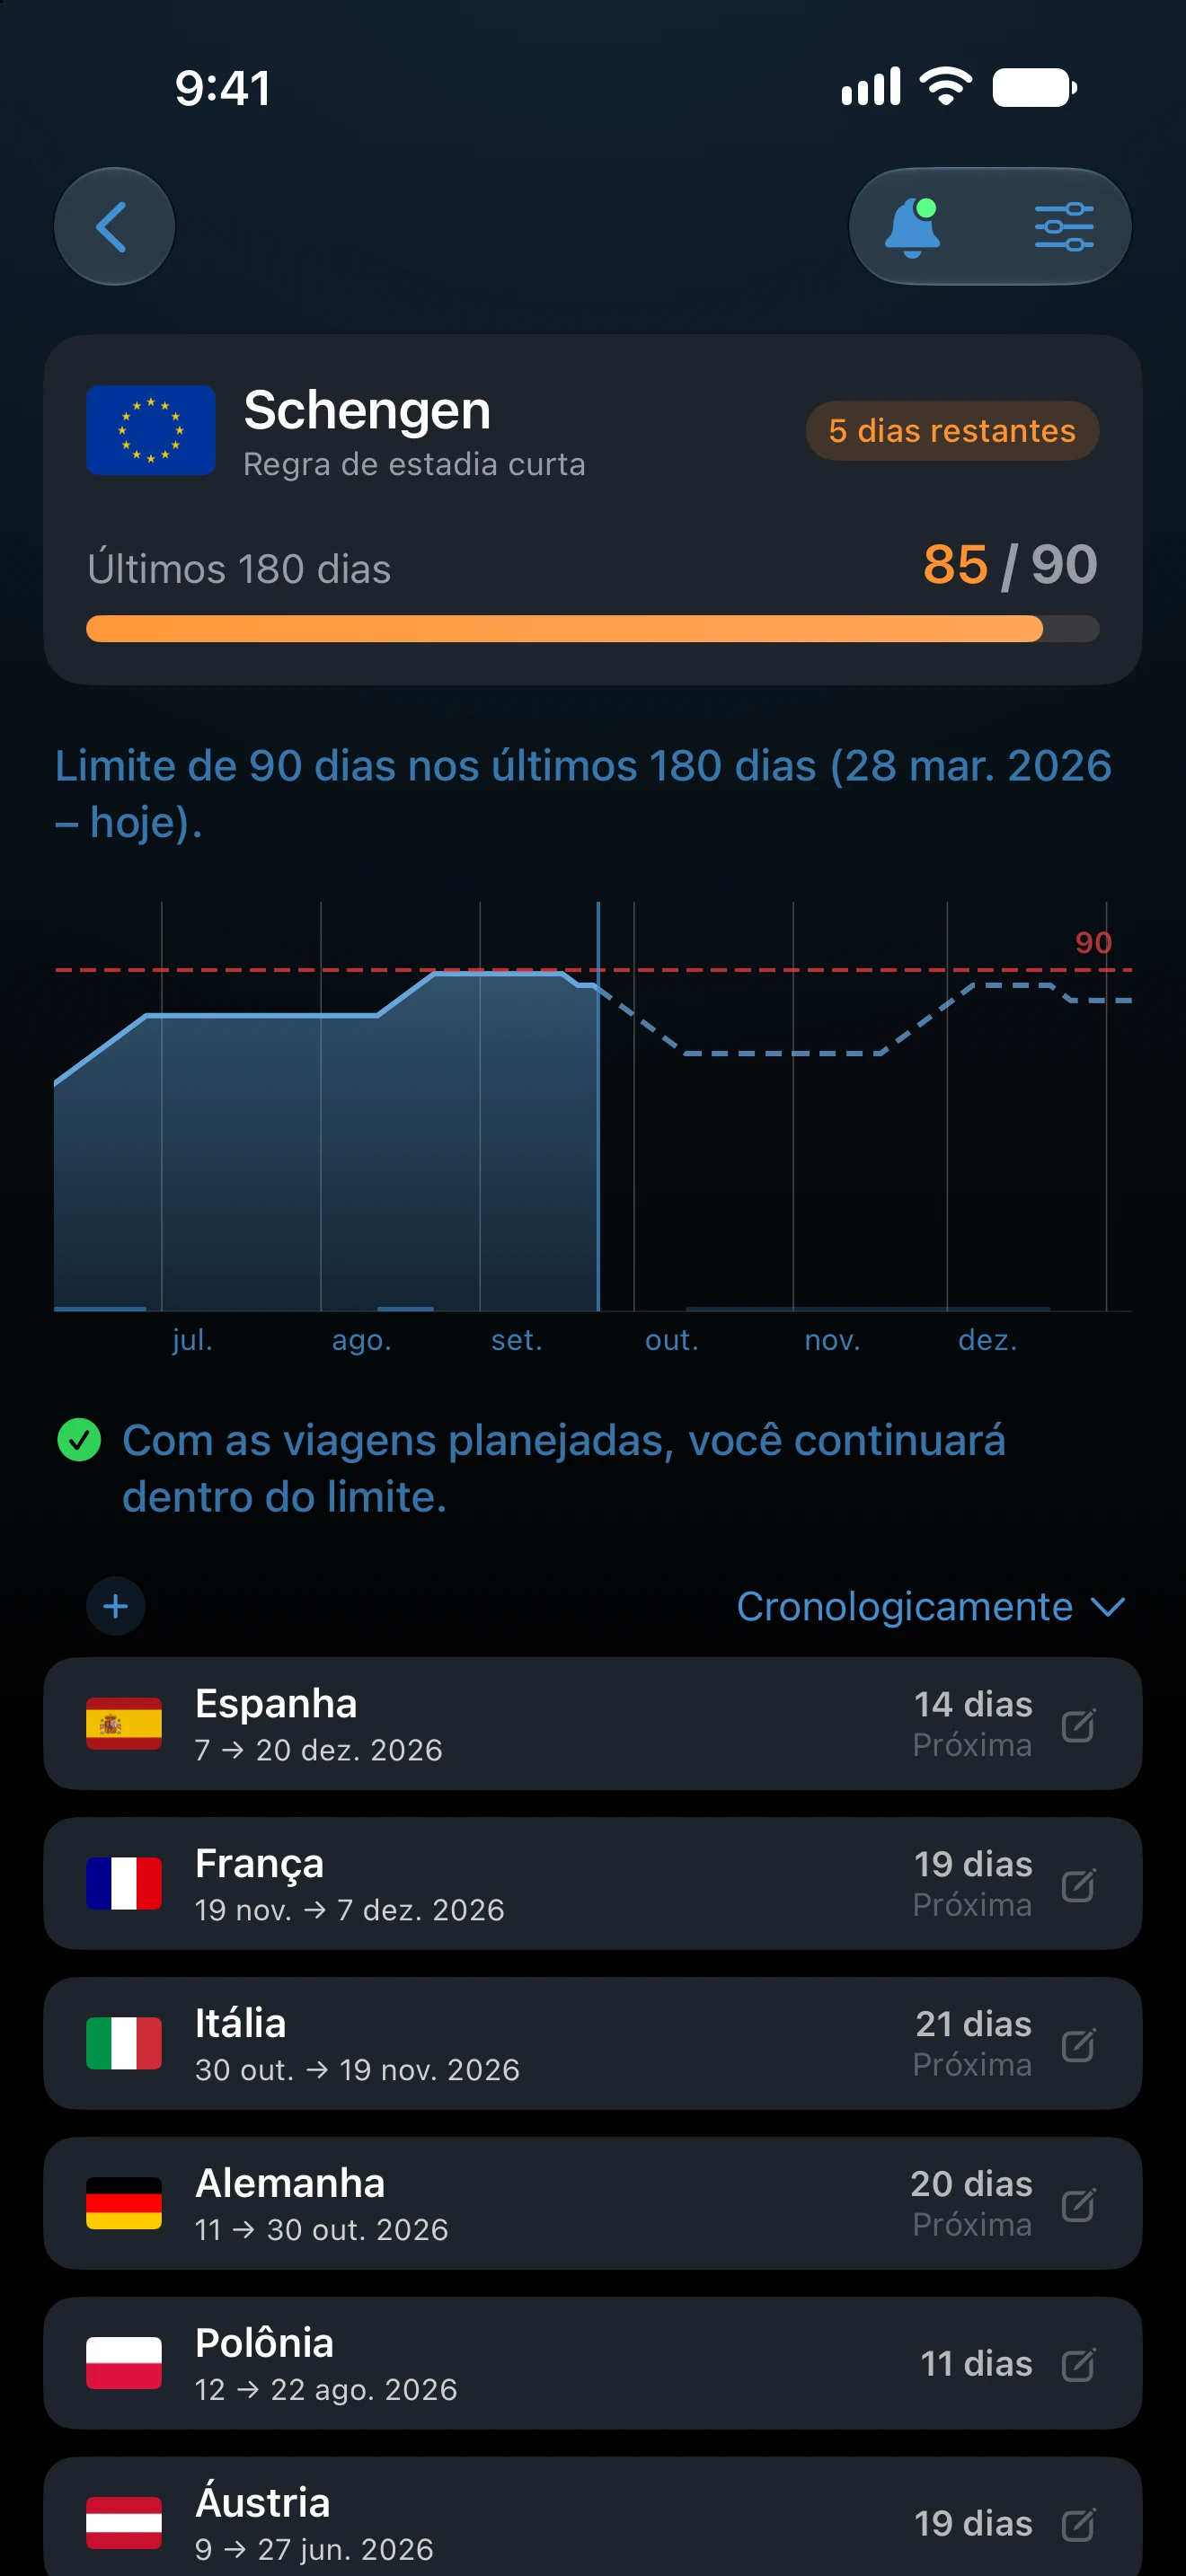 9:41
Schengen
Regra de estadia curta
5 dias restantes
Últimos 180 dias
85 / 90
Limite de 90 dias nos últimos 180 dias (28 mar. 2026
– hoje).
90
jul. ago. set. out. nov. dez.
Com as viagens planejadas, você continuará
dentro do limite.
Cronologicamente
Espanha
7 → 20 dez. 2026
14 dias
Próxima
França
19 nov. → 7 dez. 2026
19 dias
Próxima
Itália
30 out. → 19 nov. 2026
21 dias
Próxima
Alemanha
11 → 30 out. 2026
20 dias
Próxima
Polônia
12 → 22 ago. 2026
11 dias
Áustria
9 → 27 jun. 2026
19 dias